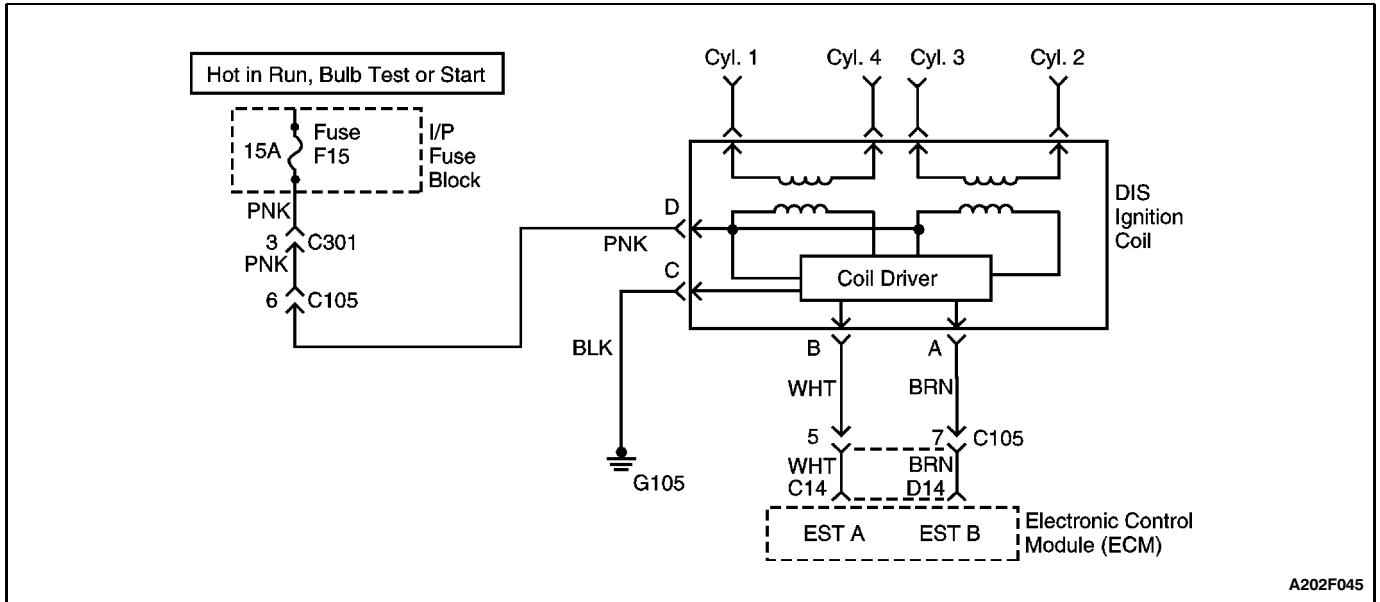 Hot in Run, Bulb Test or Start
15A
Fuse
F15
I/P
Fuse
Block
PNK
3 C301
PNK
6 C105
Cyl. 1 Cyl. 4 Cyl. 3 Cyl. 2
D
PNK
C
BLK
G105
Coil Driver
DIS
Ignition
Coil
B A
WHT BRN
5 7 C105
WHT BRN
C14 D14
EST A EST B
Electronic Control
Module (ECM)
A202F045